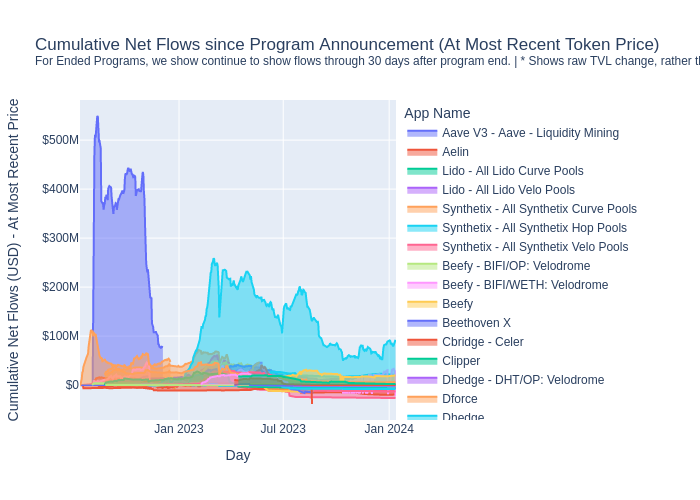 Cumulative Net Flows since Program Announcement (At Most Recent Token Price)
For Ended Programs, we show continue to show flows through 30 days after program end. | * Shows raw TVL change, rather th
Cumulative Net Flows (USD) - At Most Recent Price
$500M
$400M
$300M
$200M
$100M
$0
Jan 2023
Jul 2023
Jan 2024
Day
App Name
Aave V3 - Aave - Liquidity Mining
Aelin
Lido - All Lido Curve Pools
Lido - All Lido Velo Pools
Synthetix - All Synthetix Curve Pools
Synthetix - All Synthetix Hop Pools
Synthetix - All Synthetix Velo Pools
Beefy - BIFI/OP: Velodrome
Beefy - BIFI/WETH: Velodrome
Beefy
Beethoven X
Cbridge - Celer
Clipper
Dhedge - DHT/OP: Velodrome
Dforce
Dhedge